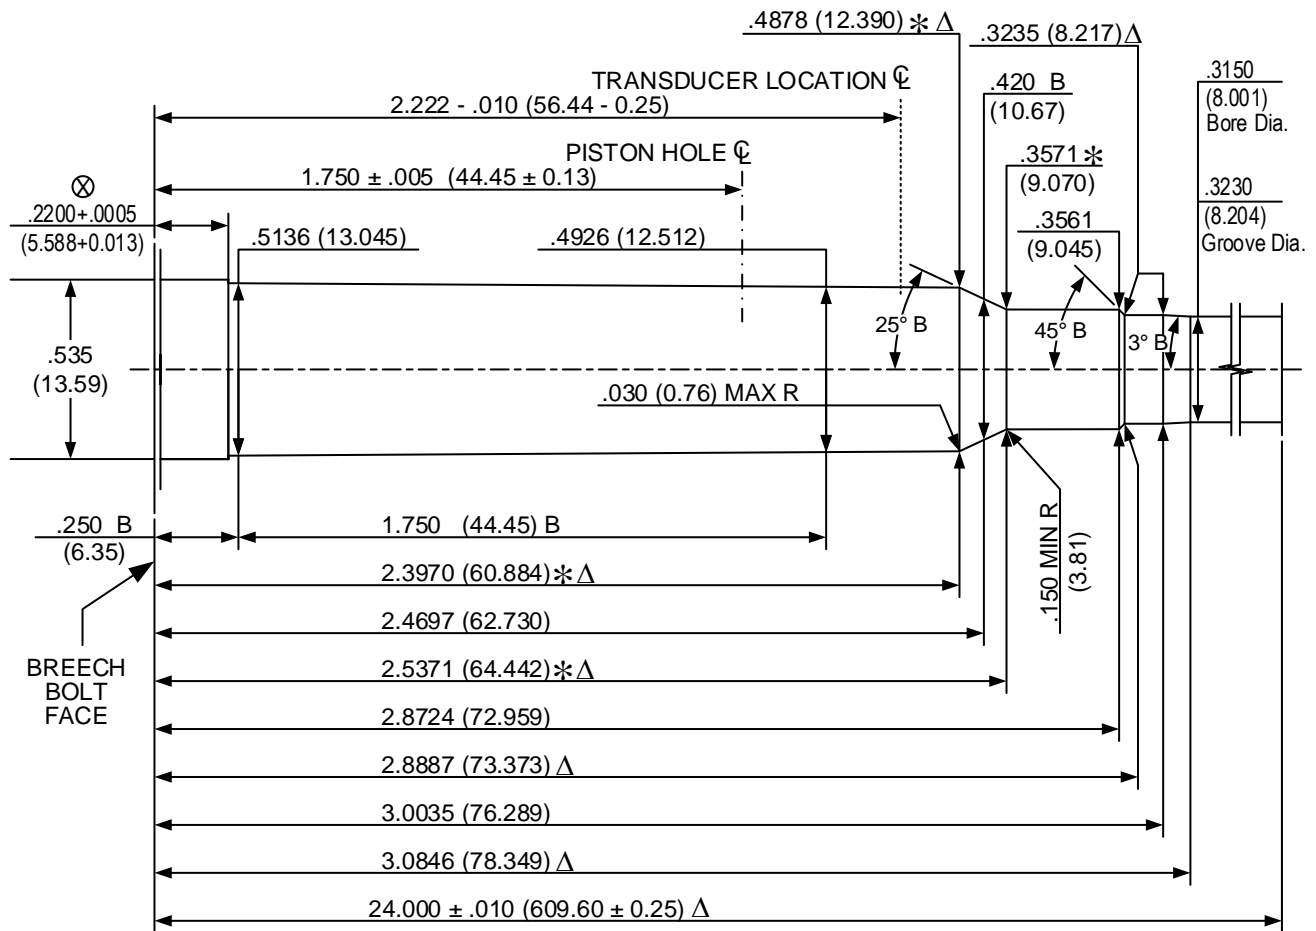 .4878 (12.390) ✻ Δ
.3235 (8.217) Δ
.3150
(8.001)
Bore Dia.
TRANSDUCER LOCATION ℄
2.222 - .010 (56.44 - 0.25)
.420 B
(10.67)
PISTON HOLE ℄
1.750 ± .005 (44.45 ± 0.13)
.3571 ✻
(9.070)
⊗
.2200+.0005
(5.588+0.013)
.3230
(8.204)
Groove Dia.
.5136 (13.045)
.4926 (12.512)
.3561
(9.045)
25° B
45° B
3° B
.535
(13.59)
.030 (0.76) MAX R
.250 B
(6.35)
1.750 (44.45) B
.150 MIN R
(3.81)
2.3970 (60.884) ✻ Δ
2.4697 (62.730)
BREECH
BOLT
FACE
2.5371 (64.442) ✻ Δ
2.8724 (72.959)
2.8887 (73.373) Δ
3.0035 (76.289)
3.0846 (78.349) Δ
24.000 ± .010 (609.60 ± 0.25) Δ